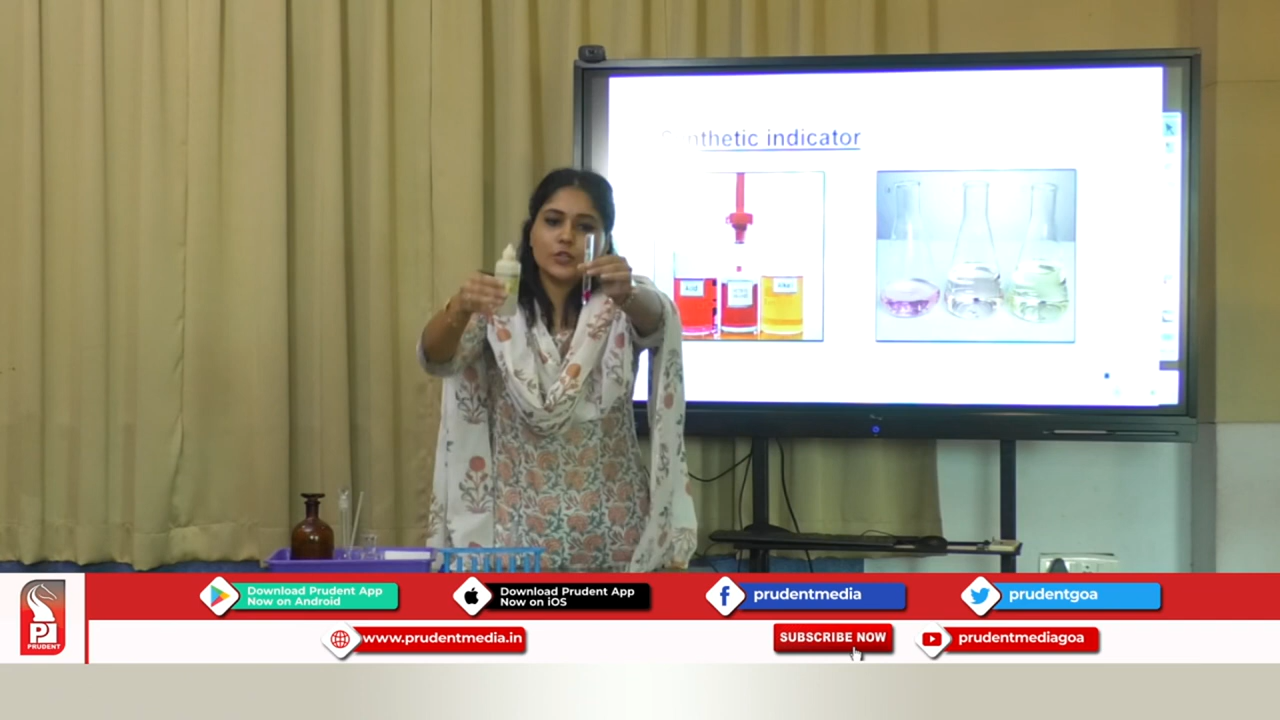 Synthetic indicator
Acid
Alkali
Download Prudent App
Now on Android
Download Prudent App
Now on iOS
prudentmedia
prudentgoa
PRUDENT
www.prudentmedia.in
SUBSCRIBE NOW
prudentmediagoa